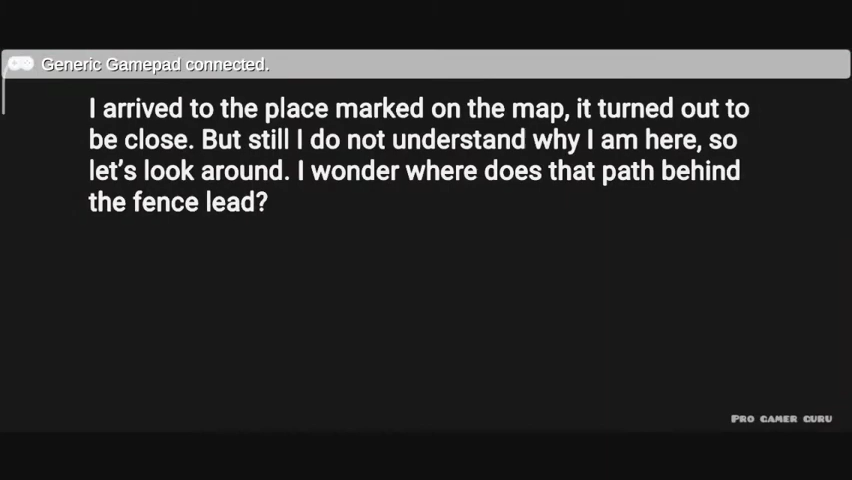 Generic Gamepad connected.
I arrived to the place marked on the map, it turned out to
be close. But still I do not understand why I am here, so
let’s look around. I wonder where does that path behind
the fence lead?
PRO GAMER GURU